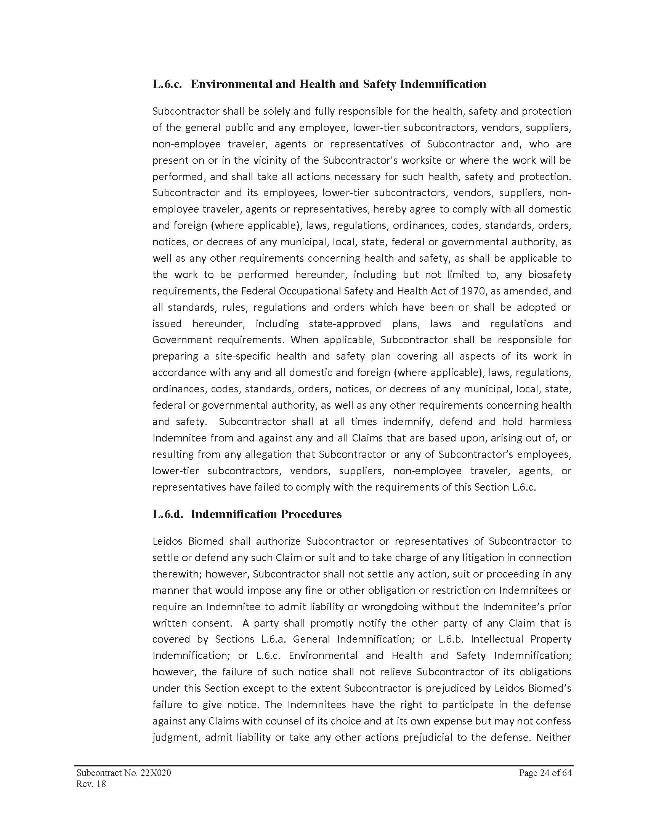 L.6.c. Environmental and Health and Safety Indemnification
Subcontractor shall be solely and fully responsible for the health, safety and protection
of the general public and any employee, lower-tier subcontractors, vendors, suppliers,
non-employee traveler, agents or representatives of Subcontractor and, who are
present on or in the vicinity of the Subcontractor's worksite or where the work will be
performed, and shall take all actions necessary for such health, safety and protection.
Subcontractor and its employees, lower-tier subcontractors, vendors, suppliers, non-
employee traveler, agents or representatives, hereby agree to comply with all domestic
and foreign (where applicable), laws, regulations, ordinances, codes, standards, orders,
notices, or decrees of any municipal, local, state, federal or governmental authority, as
well as any other requirements concerning health and safety, as shall be applicable to
the work to be performed hereunder, including but not limited to, any biosafety
requirements, the Federal Occupational Safety and Health Act of 1970, as amended, and
all standards, rules, regulations and orders which have been or shall be adopted or
issued hereunder, including state-approved plans, laws and regulations and
Government requirements. When applicable, Subcontractor shall be responsible for
preparing a site-specific health and safety plan covering all aspects of its work in
accordance with any and all domestic and foreign (where applicable), laws, regulations,
ordinances, codes, standards, orders, notices, or decrees of any municipal, local, state,
federal or governmental authority, as well as any other requirements concerning health
and safety. Subcontractor shall at all times indemnify, defend and hold harmless
Indemnitee from and against any and all Claims that are based upon, arising out of, or
resulting from any allegation that Subcontractor or any of Subcontractor's employees,
lower-tier subcontractors, vendors, suppliers, non-employee traveler, agents, or
representatives have failed to comply with the requirements of this Section L.6.c.
L.6.d. Indemnification Procedures
Leidos Biomed shall authorize Subcontractor or representatives of Subcontractor to
settle or defend any such Claim or suit and to take charge of any litigation in connection
therewith; however, Subcontractor shall not settle any action, suit or proceeding in any
manner that would impose any fine or other obligation or restriction on Indemnitees or
require an Indemnitee to admit liability or wrongdoing without the Indemnitee's prior
written consent. A party shall promptly notify the other party of any Claim that is
covered by Sections L.6.a. General Indemnification; or L.6.b. Intellectual Property
Indemnification; or L.6.c. Environmental and Health and Safety Indemnification;
however, the failure of such notice shall not relieve Subcontractor of its obligations
under this Section except to the extent Subcontractor is prejudiced by Leidos Biomed's
failure to give notice. The Indemnitees have the right to participate in the defense
against any Claims with counsel of its choice and at its own expense but may not confess
judgment, admit liability or take any other actions prejudicial to the defense. Neither
Subcontract No. 22X020 Page 24 of 64
Rev. 18